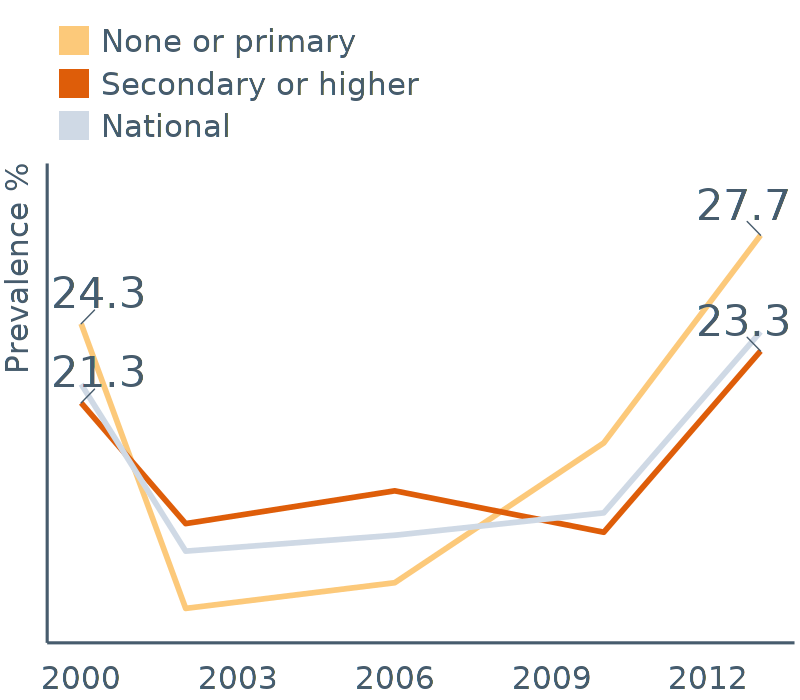 None or primary
Secondary or higher
National
Prevalence %
27.7
24.3
23.3
21.3
2000 2003 2006 2009 2012